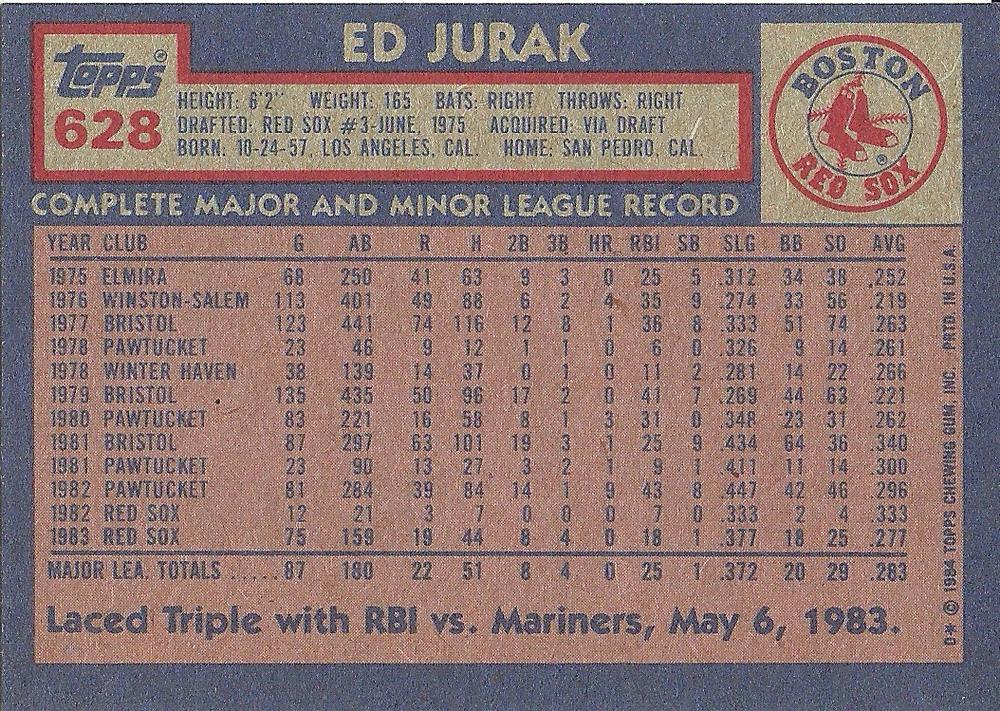 ED JURAK
topps®
628
HEIGHT: 6'2" WEIGHT: 165 BATS: RIGHT THROWS: RIGHT
DRAFTED: RED SOX #3-JUNE, 1975 ACQUIRED: VIA DRAFT
BORN: 10-24-57, LOS ANGELES, CAL. HOME: SAN PEDRO, CAL.
BOSTON
RED SOX
®
COMPLETE MAJOR AND MINOR LEAGUE RECORD
YEAR CLUB G AB R H 2B 3B HR RBI SB SLG BB SO AVG
1975 ELMIRA 68 250 41 63 9 3 0 25 5 .312 34 38 .252
1976 WINSTON-SALEM 113 401 49 88 6 2 4 35 9 .274 33 56 .219
1977 BRISTOL 123 441 74 116 12 8 1 36 8 .333 51 74 .263
1978 PAWTUCKET 23 46 9 12 1 1 0 6 0 .326 9 14 .261
1978 WINTER HAVEN 38 139 14 37 0 1 0 11 2 .281 14 22 .266
1979 BRISTOL 135 435 50 96 17 2 0 41 7 .269 44 63 .221
1980 PAWTUCKET 83 221 16 58 8 1 3 31 0 .348 23 31 .262
1981 BRISTOL 87 297 63 101 19 3 1 25 9 .434 64 36 .340
1981 PAWTUCKET 23 90 13 27 3 2 1 9 1 .411 11 14 .300
1982 PAWTUCKET 81 284 39 84 14 1 9 43 8 .447 42 46 .296
1982 RED SOX 12 21 3 7 0 0 0 7 0 .333 2 4 .333
1983 RED SOX 75 159 19 44 8 4 0 18 1 .377 18 25 .277
MAJOR LEA. TOTALS ..... 87 180 22 51 8 4 0 25 1 .372 20 29 .283
Laced Triple with RBI vs. Mariners, May 6, 1983.
D* © 1984 TOPPS CHEWING GUM, INC. PRTD. IN U.S.A.